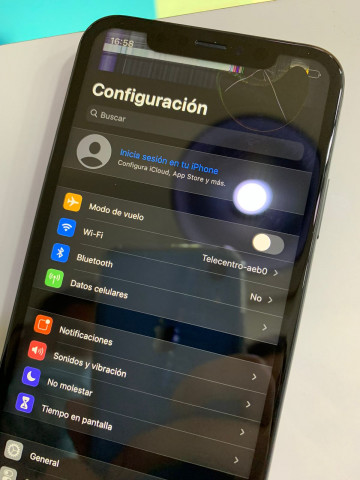 16:58
Configuración
Buscar
Inicia sesión en tu iPhone
Configura iCloud, App Store y más.
Modo de vuelo
Wi-Fi Telecentro-aeb0
Bluetooth No
Datos celulares
Notificaciones
Sonidos y vibración
No molestar
Tiempo en pantalla
General